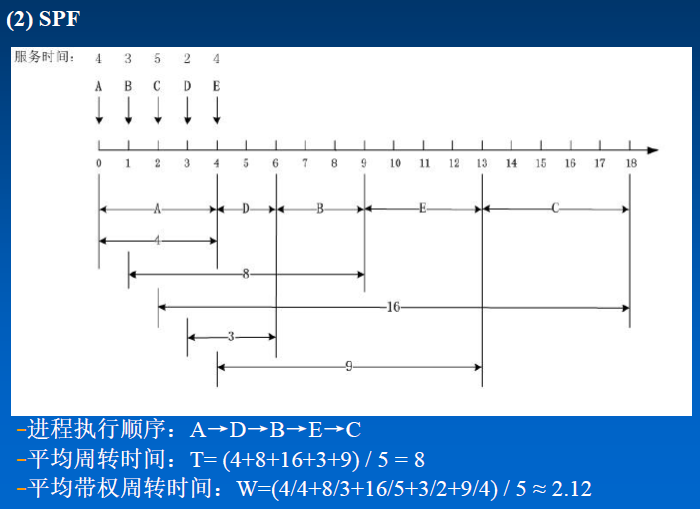 (2) SPF
服务时间： 4 3 5 2 4
A B C D E
0 1 2 3 4 5 6 7 8 9 10 11 12 13 14 15 16 17 18
A D B E C
4
8
16
3
9
-进程执行顺序：A→D→B→E→C
-平均周转时间：T= (4+8+16+3+9) / 5 = 8
-平均带权周转时间：W=(4/4+8/3+16/5+3/2+9/4) / 5 ≈ 2.12